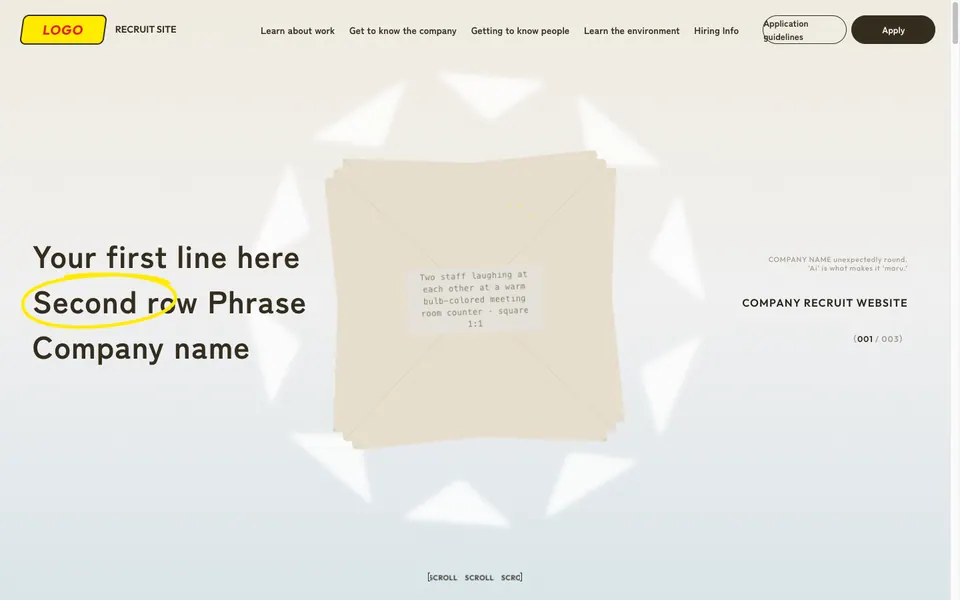 LOGO
RECRUIT SITE
Learn about work
Get to know the company
Getting to know people
Learn the environment
Hiring Info
Application
guidelines
Apply
Your first line here
Second row Phrase
Company name
Two staff laughing at
each other at a warm
bulb-colored meeting
room counter - square
1:1
COMPANY NAME unexpectedly round.
"Ai" is what makes it 'maru.'
COMPANY RECRUIT WEBSITE
(001 / 003)
[SCROLL SCROLL SCRO]